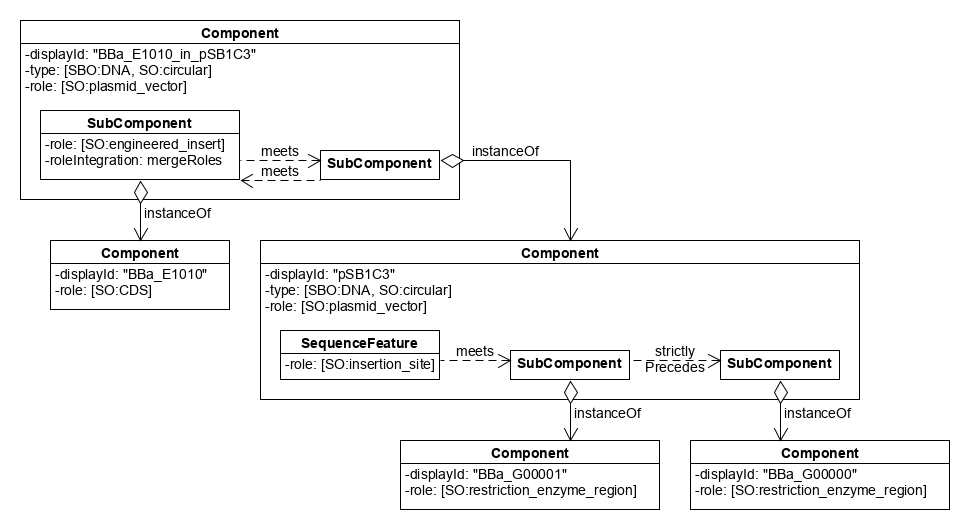 Component
-displayId: "BBa_E1010_in_pSB1C3"
-type: [SBO:DNA, SO:circular]
-role: [SO:plasmid_vector]
SubComponent
-role: [SO:engineered_insert]
-roleIntegration: mergeRoles
meets
meets
SubComponent
instanceOf
instanceOf
Component
-displayId: "BBa_E1010"
-role: [SO:CDS]
Component
-displayId: "pSB1C3"
-type: [SBO:DNA, SO:circular]
-role: [SO:plasmid_vector]
SequenceFeature
-role: [SO:insertion_site]
meets
SubComponent
strictly
Precedes
SubComponent
instanceOf
instanceOf
Component
-displayId: "BBa_G00001"
-role: [SO:restriction_enzyme_region]
Component
-displayId: "BBa_G00000"
-role: [SO:restriction_enzyme_region]